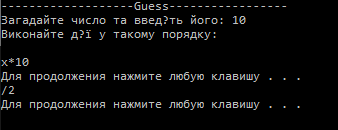 ------------------Guess-----------------
Загадайте число та введ?ть його: 10
Виконайте д?ї у такому порядку:
x*10
Для продолжения нажмите любую клавишу . . .
/2
Для продолжения нажмите любую клавишу . . .